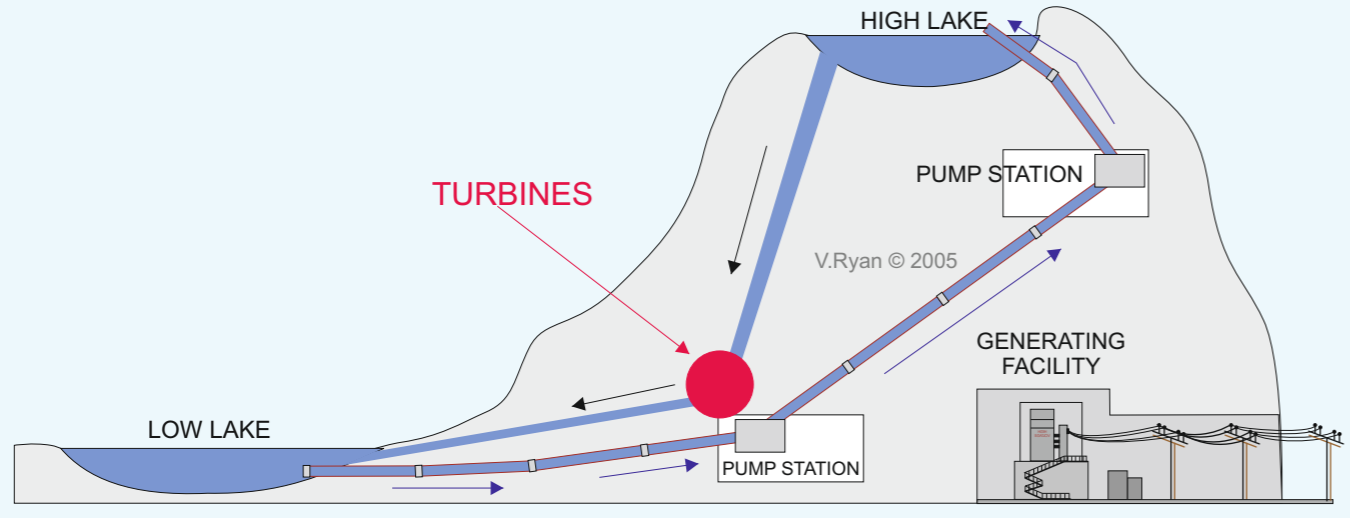 HIGH LAKE
PUMP STATION
TURBINES
V.Ryan © 2005
GENERATING
FACILITY
LOW LAKE
PUMP STATION